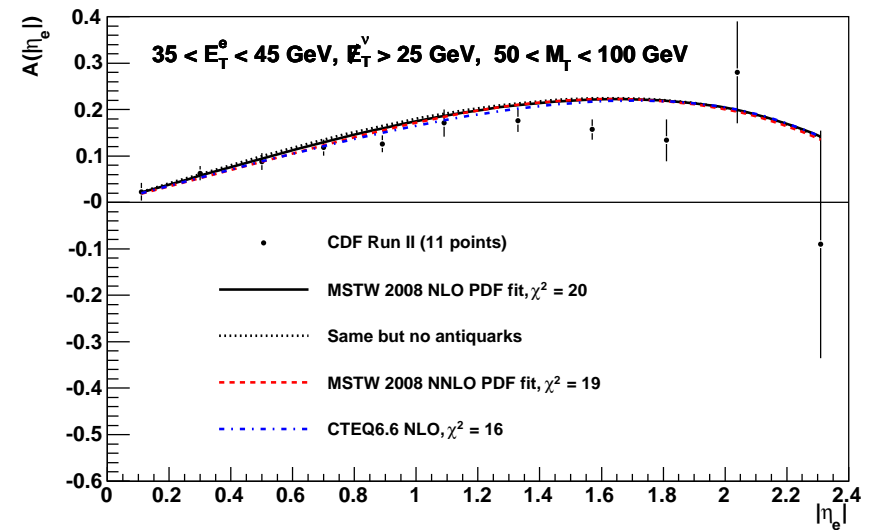 A(|η_e|)
0.4
0.3
0.2
0.1
-0
-0.1
-0.2
-0.3
-0.4
-0.5
-0.6
35 < E_T^e < 45 GeV, E̸_T^ν > 25 GeV, 50 < M_T < 100 GeV
CDF Run II (11 points)
MSTW 2008 NLO PDF fit, χ² = 20
Same but no antiquarks
MSTW 2008 NNLO PDF fit, χ² = 19
CTEQ6.6 NLO, χ² = 16
0 0.2 0.4 0.6 0.8 1 1.2 1.4 1.6 1.8 2 2.2 2.4
|η_e|